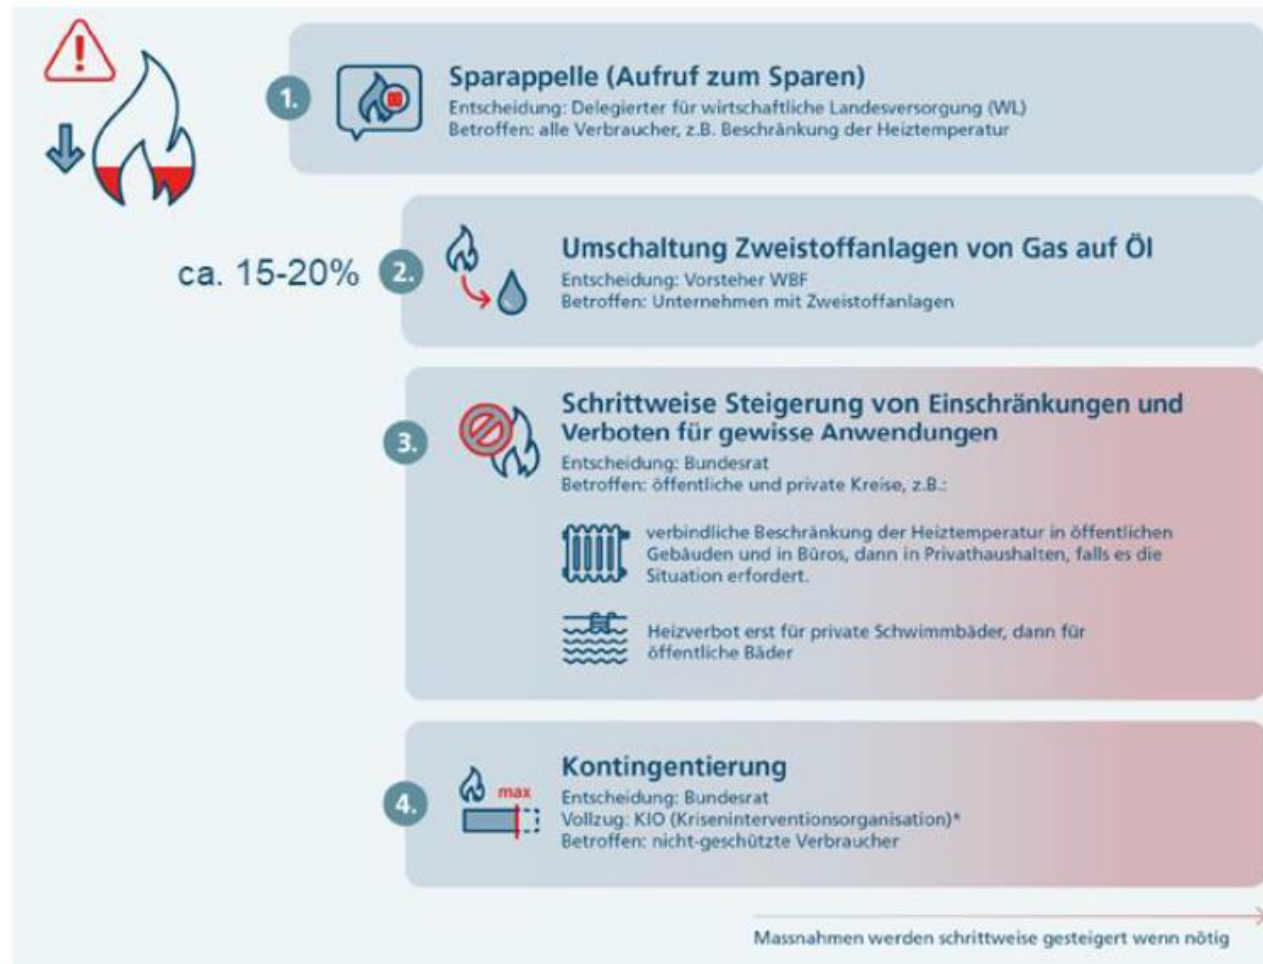 1.
Sparappelle (Aufruf zum Sparen)
Entscheidung: Delegierter für wirtschaftliche Landesversorgung (WL)
Betroffen: alle Verbraucher, z.B. Beschränkung der Heiztemperatur
ca. 15-20%
2.
Umschaltung Zweistoffanlagen von Gas auf Öl
Entscheidung: Vorsteher WBF
Betroffen: Unternehmen mit Zweistoffanlagen
3.
Schrittweise Steigerung von Einschränkungen und
Verboten für gewisse Anwendungen
Entscheidung: Bundesrat
Betroffen: öffentliche und private Kreise, z.B.:
verbindliche Beschränkung der Heiztemperatur in öffentlichen
Gebäuden und in Büros, dann in Privathaushalten, falls es die
Situation erfordert.
Heizverbot erst für private Schwimmbäder, dann für
öffentliche Bäder
4.
max
Kontingentierung
Entscheidung: Bundesrat
Vollzug: KIO (Kriseninterventionsorganisation)*
Betroffen: nicht-geschützte Verbraucher
Massnahmen werden schrittweise gesteigert wenn nötig